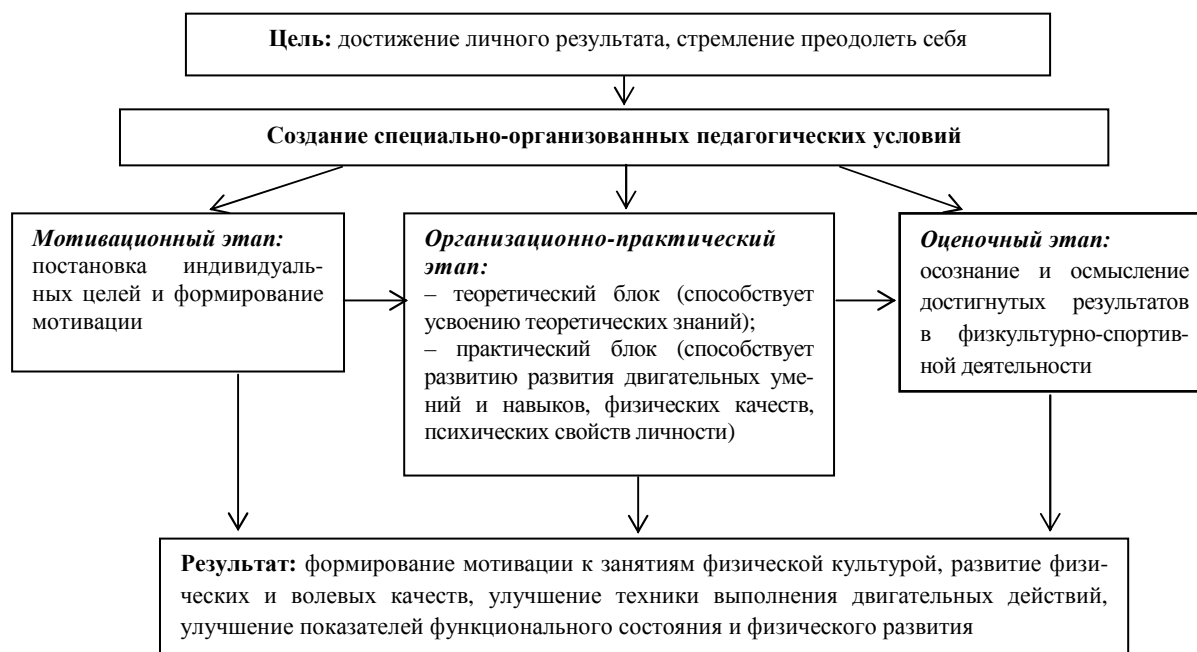 Цель: достижение личного результата, стремление преодолеть себя
Создание специально-организованных педагогических условий
Мотивационный этап:
постановка индивидуаль-
ных целей и формирование
мотивации
Организационно-практический
этап:
– теоретический блок (способствует
усвоению теоретических знаний);
– практический блок (способствует
развитию развития двигательных уме-
ний и навыков, физических качеств,
психических свойств личности)
Оценочный этап:
осознание и осмысление
достигнутых результатов
в физкультурно-спортив-
ной деятельности
Результат: формирование мотивации к занятиям физической культурой, развитие физи-
ческих и волевых качеств, улучшение техники выполнения двигательных действий,
улучшение показателей функционального состояния и физического развития